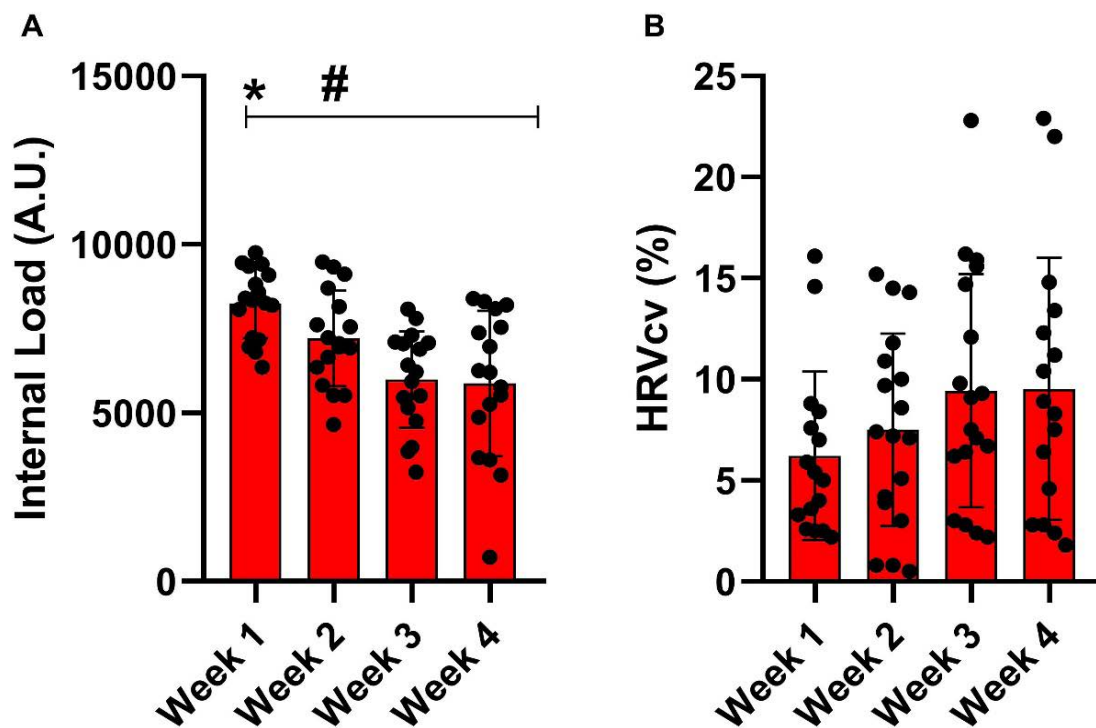 A
Internal Load (A.U.)
15000
10000
5000
0
* #
Week 1
Week 2
Week 3
Week 4
B
HRVcv (%)
25
20
15
10
5
0
Week 1
Week 2
Week 3
Week 4